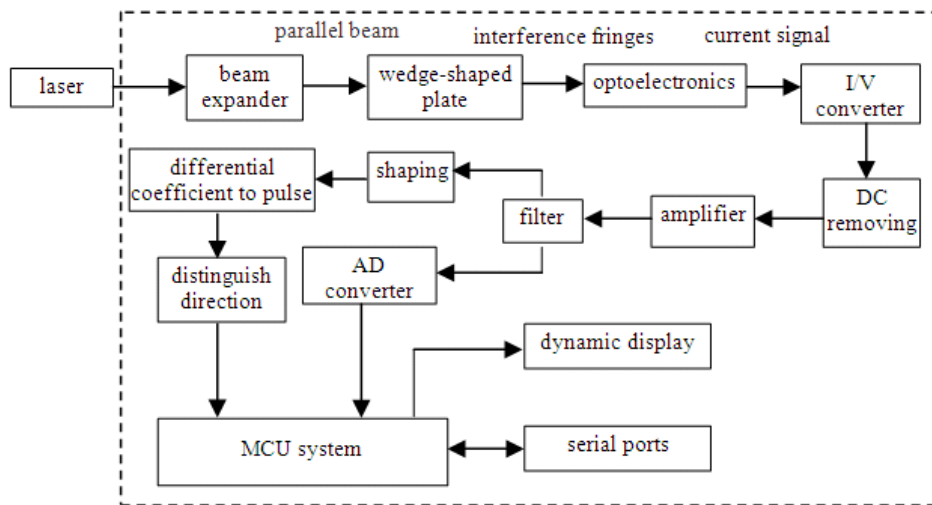 parallel beam
interference fringes
current signal
laser
beam
expander
wedge-shaped
plate
optoelectronics
I/V
converter
differential
coefficient to pulse
shaping
filter
amplifier
DC
removing
distinguish
direction
AD
converter
dynamic display
MCU system
serial ports